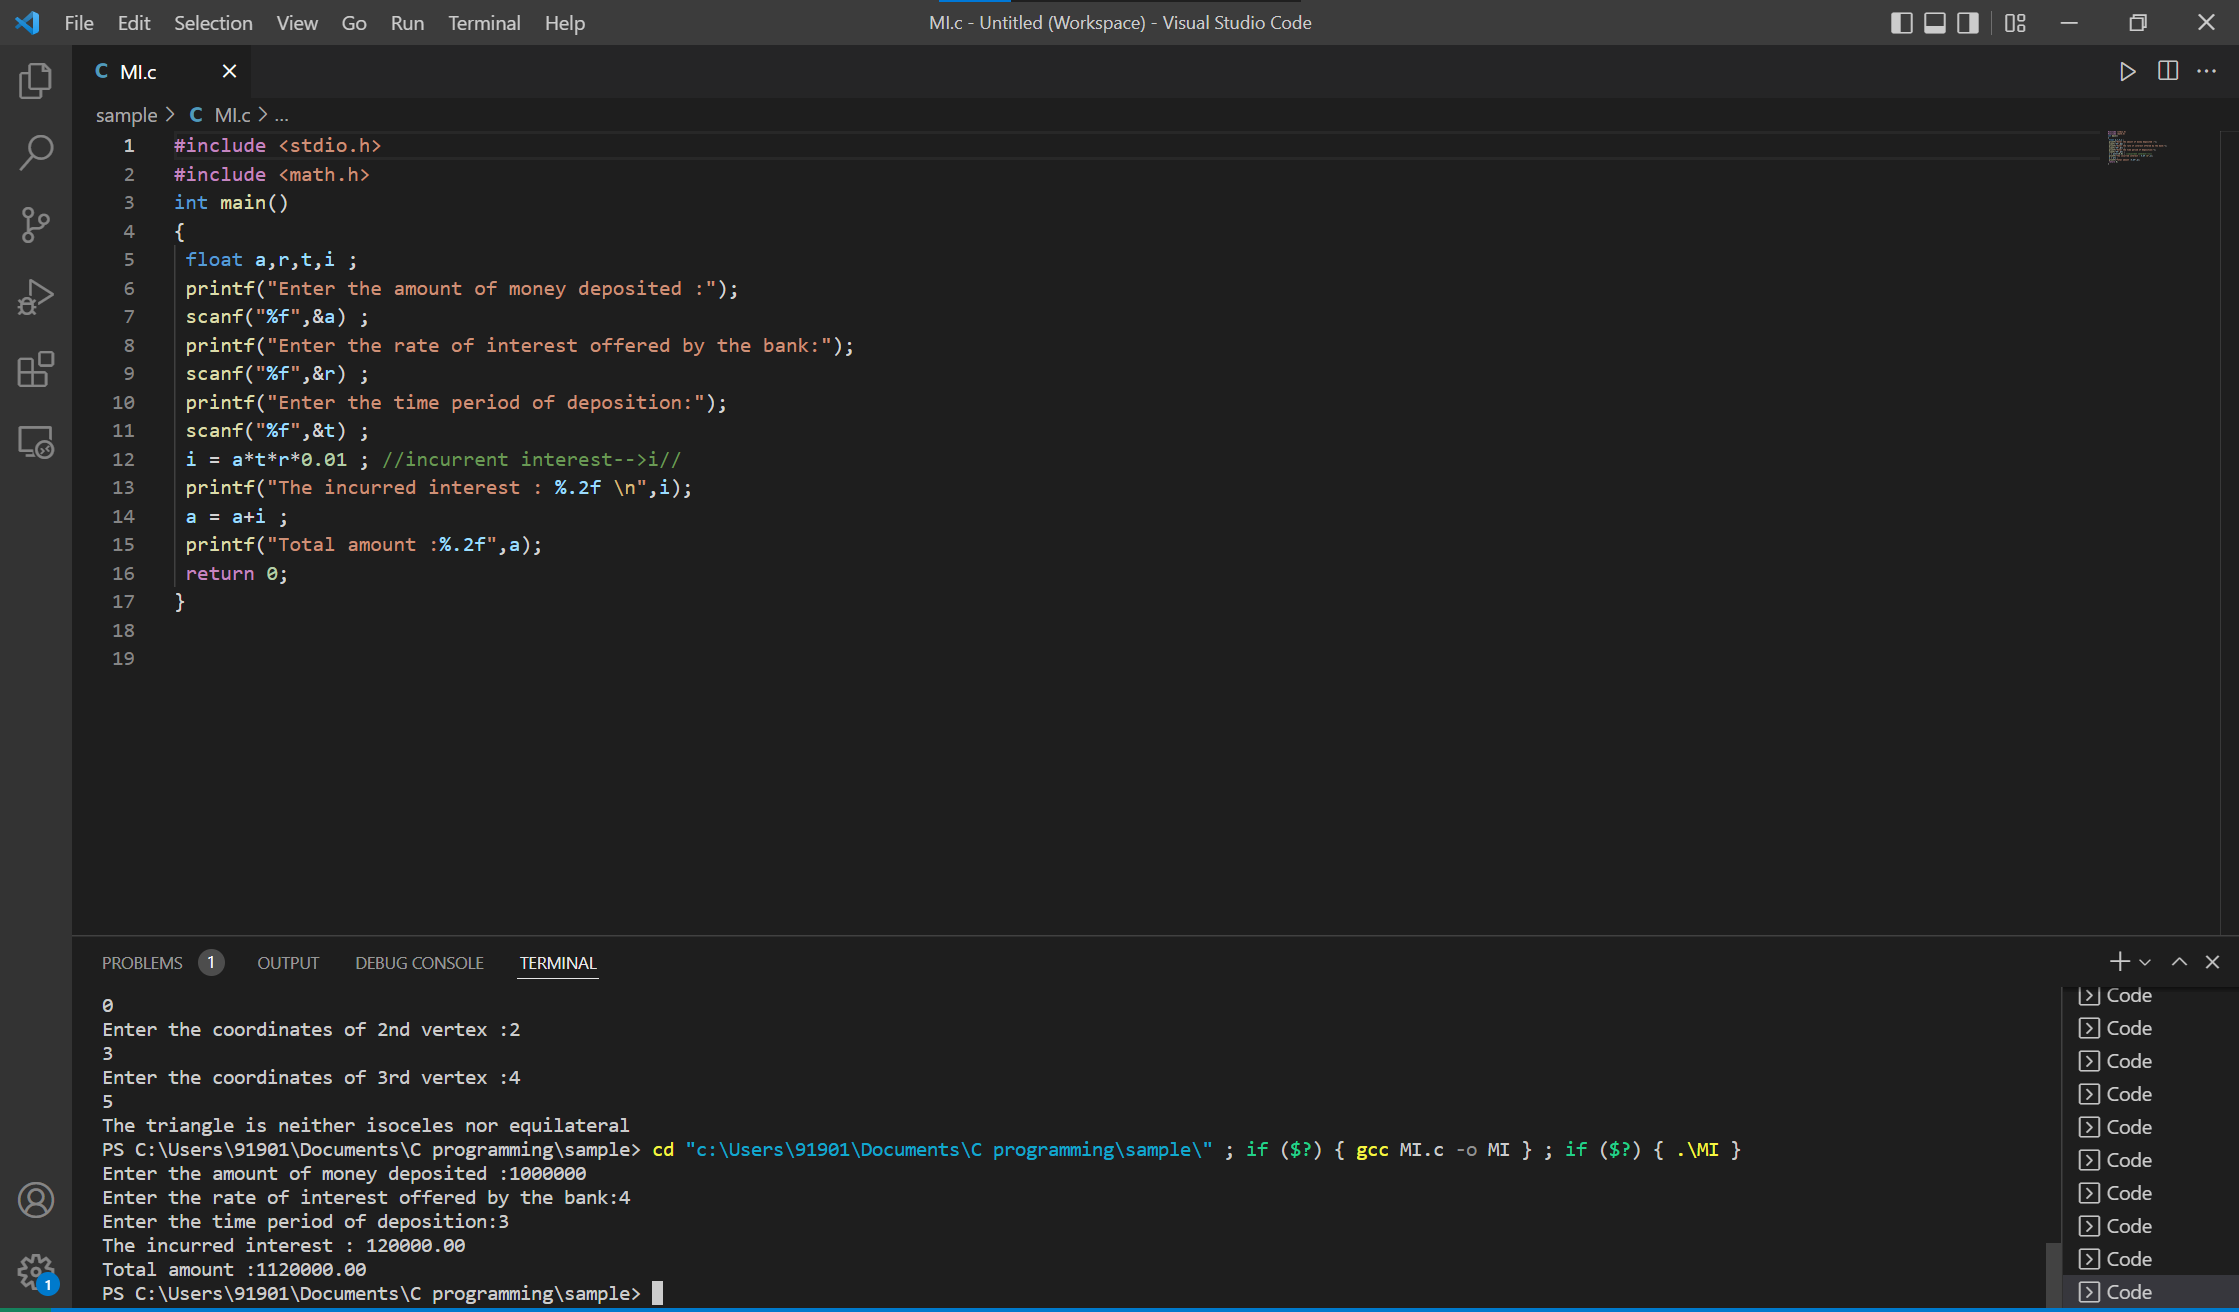 File Edit Selection View Go Run Terminal Help MI.c - Untitled (Workspace) - Visual Studio Code
C MI.c
sample > C MI.c > ...
1 #include <stdio.h>
2 #include <math.h>
3 int main()
4 {
5 float a,r,t,i ;
6 printf("Enter the amount of money deposited :");
7 scanf("%f",&a) ;
8 printf("Enter the rate of interest offered by the bank:");
9 scanf("%f",&r) ;
10 printf("Enter the time period of deposition:");
11 scanf("%f",&t) ;
12 i = a*t*r*0.01 ; //incurrent interest-->i//
13 printf("The incurred interest : %.2f \n",i);
14 a = a+i ;
15 printf("Total amount :%.2f",a);
16 return 0;
17 }
18
19
PROBLEMS 1 OUTPUT DEBUG CONSOLE TERMINAL
0
Enter the coordinates of 2nd vertex :2
3
Enter the coordinates of 3rd vertex :4
5
The triangle is neither isoceles nor equilateral
PS C:\Users\91901\Documents\C programming\sample> cd "c:\Users\91901\Documents\C programming\sample\" ; if ($?) { gcc MI.c -o MI } ; if ($?) { .\MI }
Enter the amount of money deposited :1000000
Enter the rate of interest offered by the bank:4
Enter the time period of deposition:3
The incurred interest : 120000.00
Total amount :1120000.00
PS C:\Users\91901\Documents\C programming\sample>
Code
Code
Code
Code
Code
Code
Code
Code
Code
Code
1